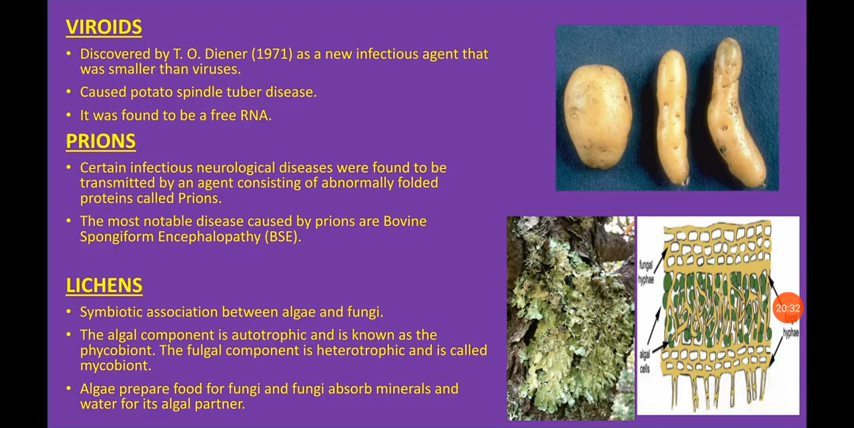 VIROIDS
• Discovered by T. O. Diener (1971) as a new infectious agent that
was smaller than viruses.
• Caused potato spindle tuber disease.
• It was found to be a free RNA.
PRIONS
• Certain infectious neurological diseases were found to be
transmitted by an agent consisting of abnormally folded
proteins called Prions.
• The most notable disease caused by prions are Bovine
Spongiform Encephalopathy (BSE).
LICHENS
• Symbiotic association between algae and fungi.
• The algal component is autotrophic and is known as the
phycobiont. The fulgal component is heterotrophic and is called
mycobiont.
• Algae prepare food for fungi and fungi absorb minerals and
water for its algal partner.
fungal
hyphae
algal
cells
20:32
hyphae